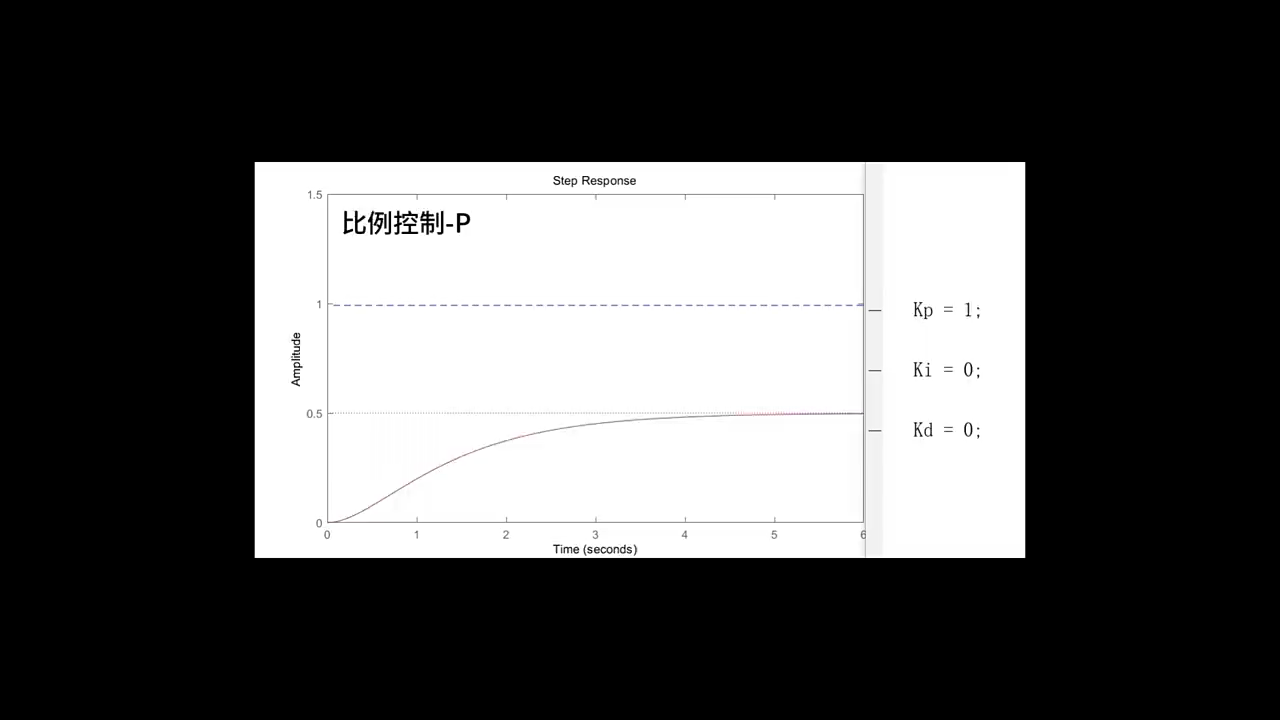 Step Response
比例控制-P
1.5
1
0.5
0
Amplitude
0 1 2 3 4 5 6
Time (seconds)
Kp = 1;
Ki = 0;
Kd = 0;